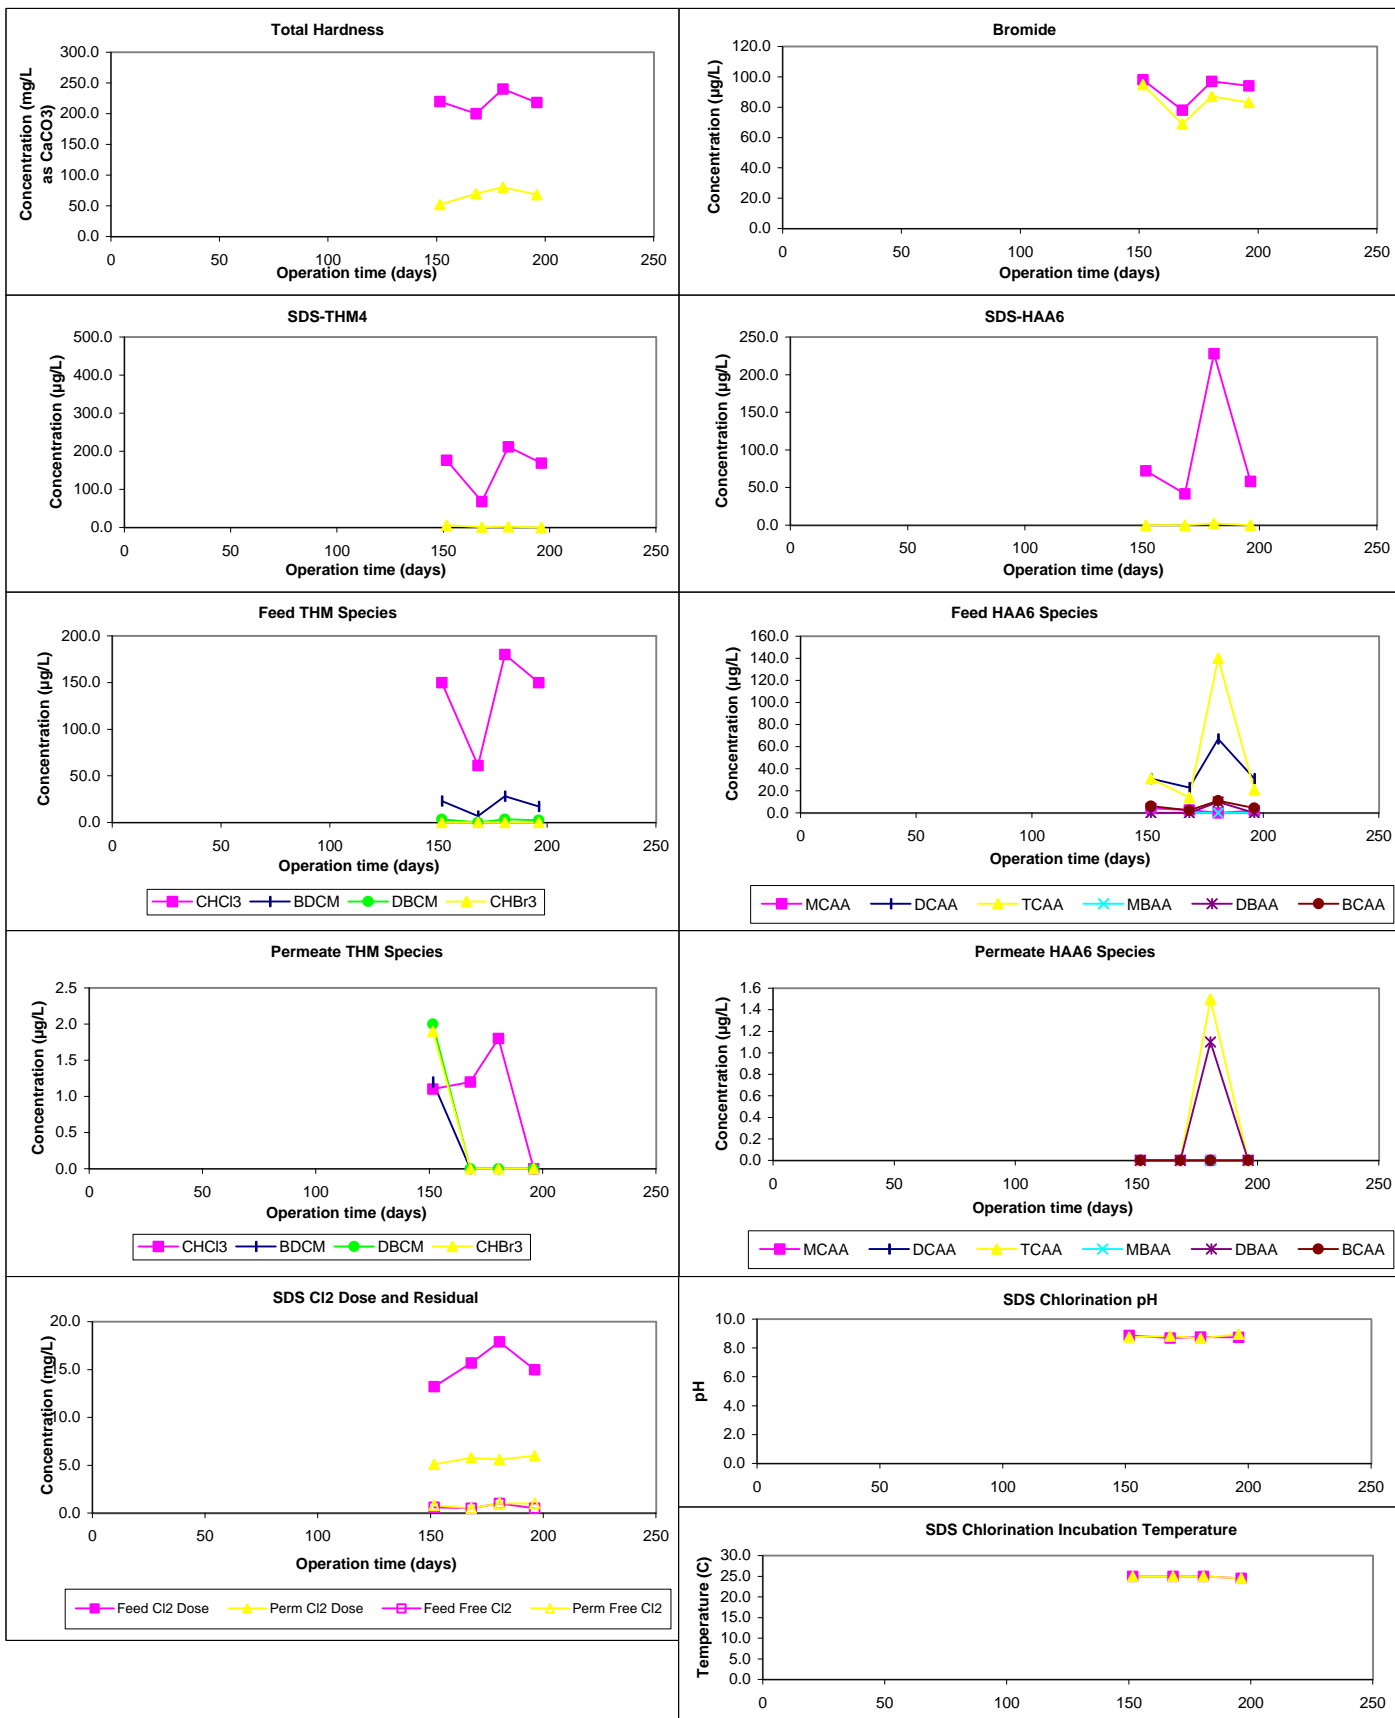 Total Hardness
Concentration (mg/L
as CaCO3)
300.0
250.0
200.0
150.0
100.0
50.0
0.0
0 50 100 150 200 250
Operation time (days)
Bromide
Concentration (µg/L)
120.0
100.0
80.0
60.0
40.0
20.0
0.0
0 50 100 150 200 250
Operation time (days)
SDS-THM4
Concentration (µg/L)
500.0
400.0
300.0
200.0
100.0
0.0
0 50 100 150 200 250
Operation time (days)
SDS-HAA6
Concentration (µg/L)
250.0
200.0
150.0
100.0
50.0
0.0
0 50 100 150 200 250
Operation time (days)
Feed THM Species
Concentration (µg/L)
200.0
150.0
100.0
50.0
0.0
0 50 100 150 200 250
Operation time (days)
CHCl3 BDCM DBCM CHBr3
Feed HAA6 Species
Concentration (µg/L)
160.0
140.0
120.0
100.0
80.0
60.0
40.0
20.0
0.0
0 50 100 150 200 250
Operation time (days)
MCAA DCAA TCAA MBAA DBAA BCAA
Permeate THM Species
Concentration (µg/L)
2.5
2.0
1.5
1.0
0.5
0.0
0 50 100 150 200 250
Operation time (days)
CHCl3 BDCM DBCM CHBr3
Permeate HAA6 Species
Concentration (µg/L)
1.6
1.4
1.2
1.0
0.8
0.6
0.4
0.2
0.0
0 50 100 150 200 250
Operation time (days)
MCAA DCAA TCAA MBAA DBAA BCAA
SDS Cl2 Dose and Residual
Concentration (mg/L)
20.0
15.0
10.0
5.0
0.0
0 50 100 150 200 250
Operation time (days)
Feed Cl2 Dose Perm Cl2 Dose Feed Free Cl2 Perm Free Cl2
SDS Chlorination pH
pH
10.0
8.0
6.0
4.0
2.0
0.0
0 50 100 150 200 250
SDS Chlorination Incubation Temperature
Temperature (C)
30.0
25.0
20.0
15.0
10.0
5.0
0.0
0 50 100 150 200 250